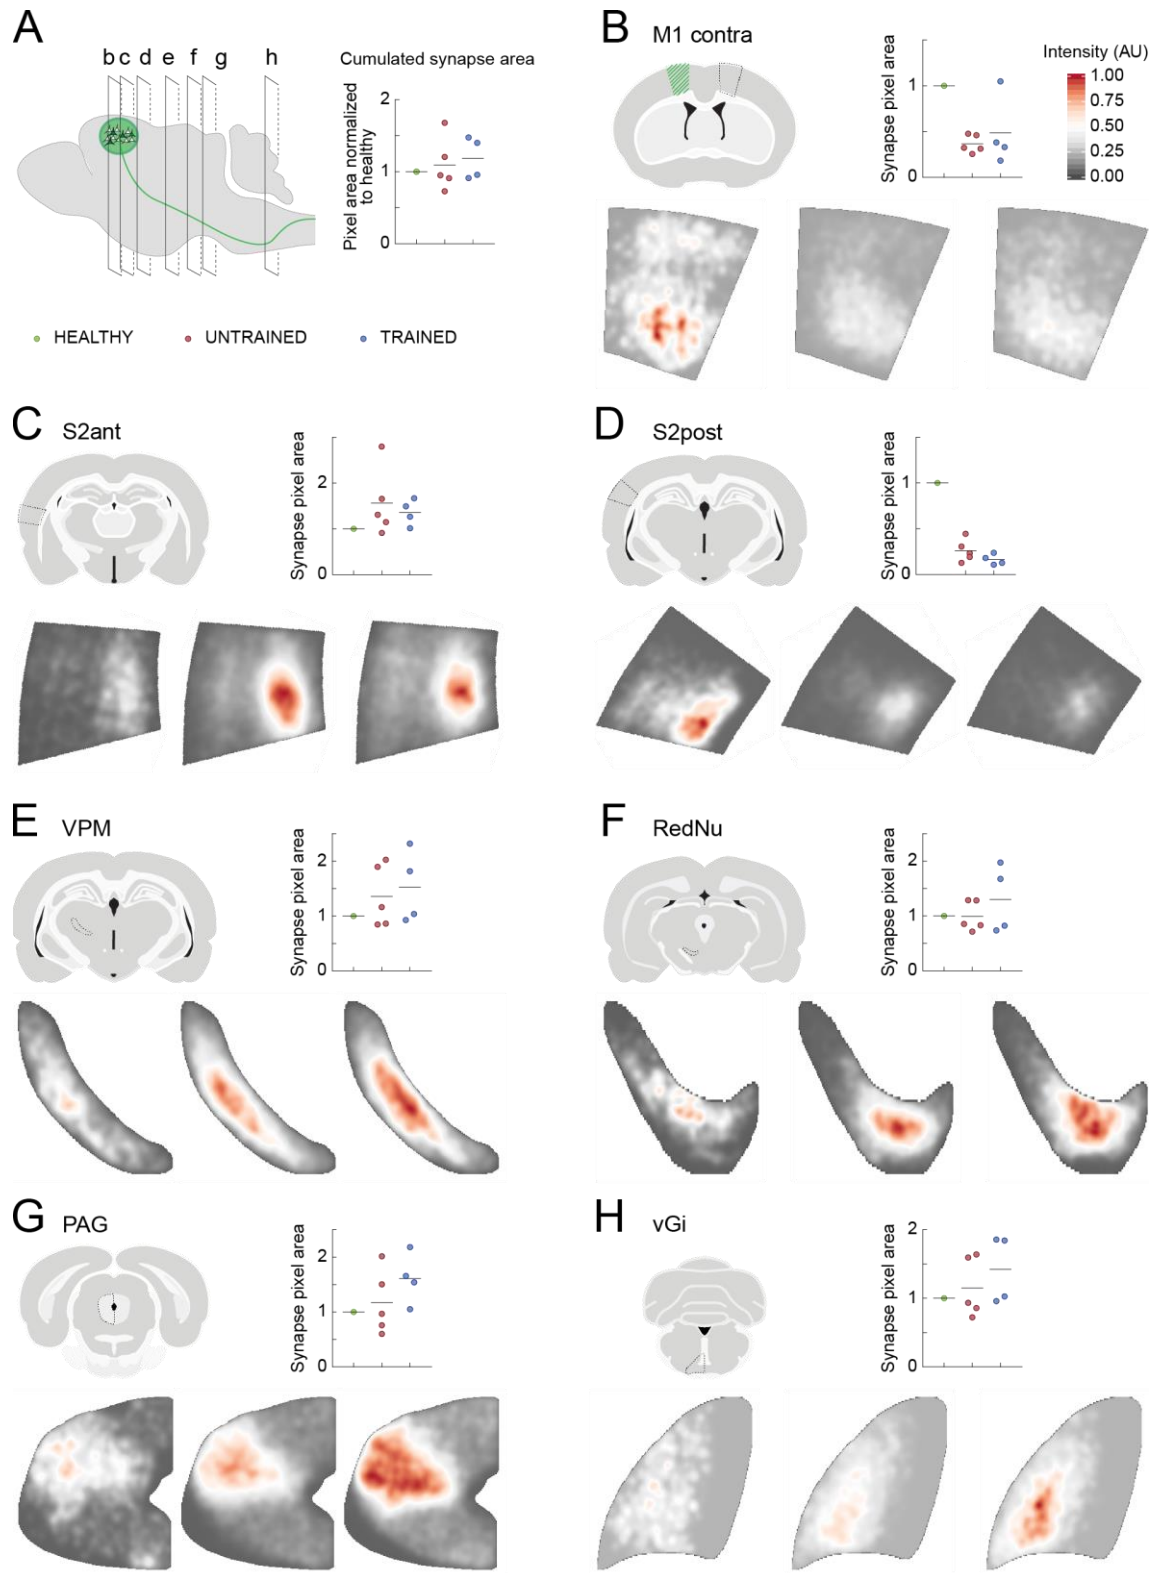 A
b c d e f g h
Cumulated synapse area
Pixel area normalized
to healthy
2
1
0
HEALTHY
UNTRAINED
TRAINED
B
M1 contra
Synapse pixel area
1
0
Intensity (AU)
1.00
0.75
0.50
0.25
0.00
C
S2ant
Synapse pixel area
2
0
D
S2post
Synapse pixel area
1
0
E
VPM
Synapse pixel area
2
1
0
F
RedNu
Synapse pixel area
2
1
0
G
PAG
Synapse pixel area
2
1
0
H
vGi
Synapse pixel area
2
1
0